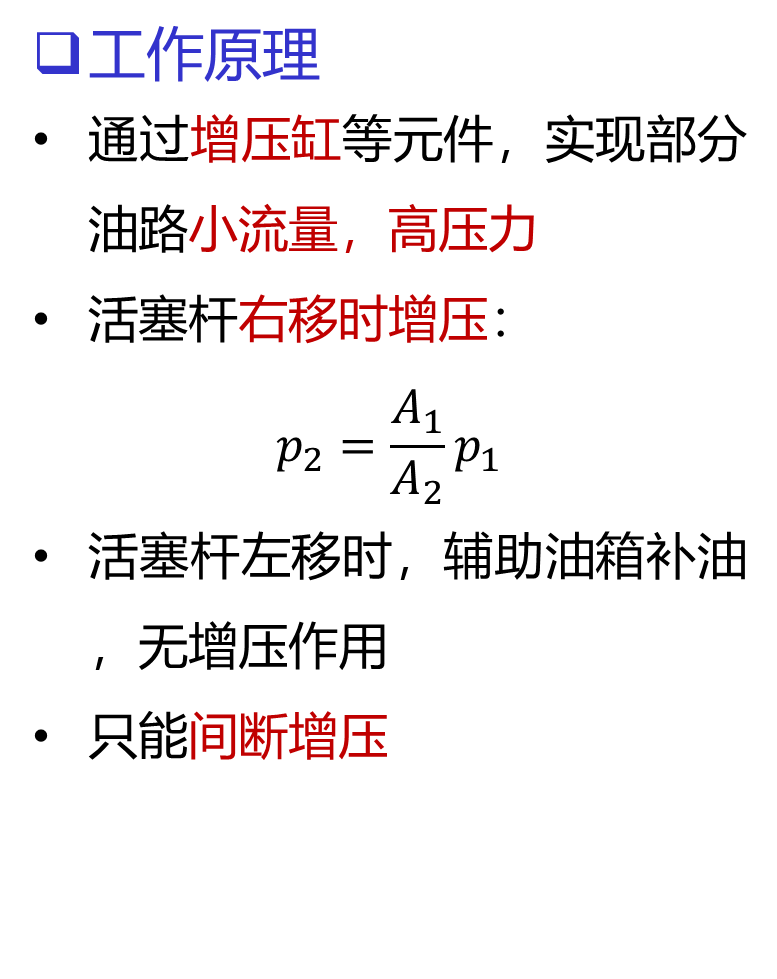 ❑工作原理
• 通过增压缸等元件，实现部分
油路小流量，高压力
• 活塞杆右移时增压：
p₂ = A₁/A₂ p₁
• 活塞杆左移时，辅助油箱补油
，无增压作用
• 只能间断增压